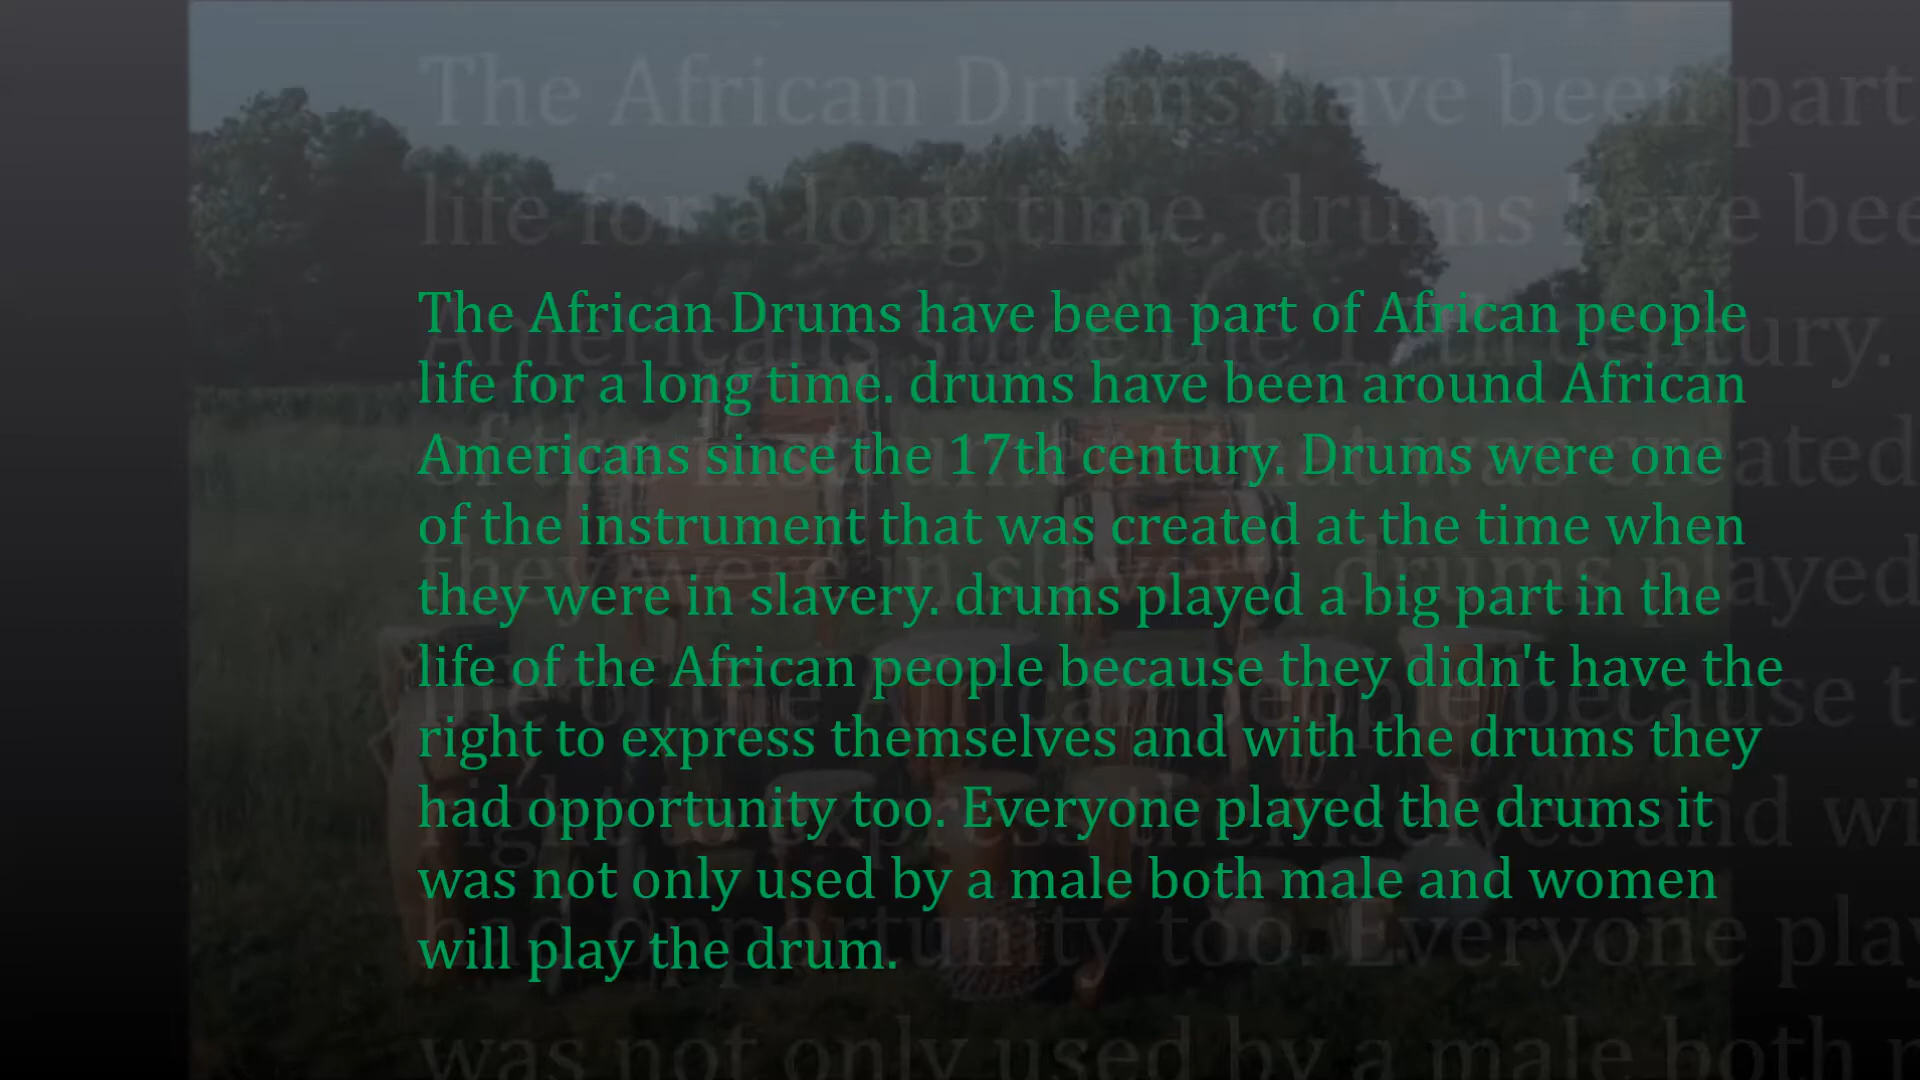 The African Drums have been part of African people
life for a long time. drums have been around African
Americans since the 17th century. Drums were one
of the instrument that was created at the time when
they were in slavery. drums played a big part in the
life of the African people because they didn't have the
right to express themselves and with the drums they
had opportunity too. Everyone played the drums it
was not only used by a male both male and women
will play the drum.